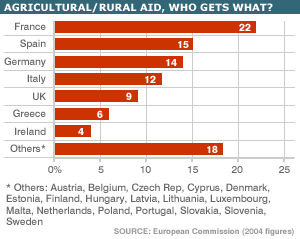 AGRICULTURAL/RURAL AID, WHO GETS WHAT?
France 22
Spain 15
Germany 14
Italy 12
UK 9
Greece 6
Ireland 4
Others* 18
0% 5 10 15 20 25
* Others: Austria, Belgium, Czech Rep, Cyprus, Denmark,
Estonia, Finland, Hungary, Latvia, Lithuania, Luxembourg,
Malta, Netherlands, Poland, Portugal, Slovakia, Slovenia,
Sweden
SOURCE: European Commission (2004 figures)